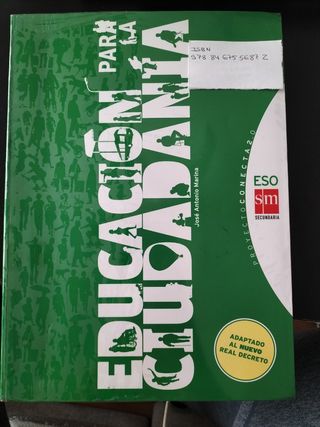 EDUCACIÓN PARA LA
CIUDADANÍA
José Antonio Marina
ISBN
978 84 675 5687 2
PROYECTO CONECTA 2.0
ESO
sm
SECUNDARIA
ADAPTADO
AL NUEVO
REAL DECRETO